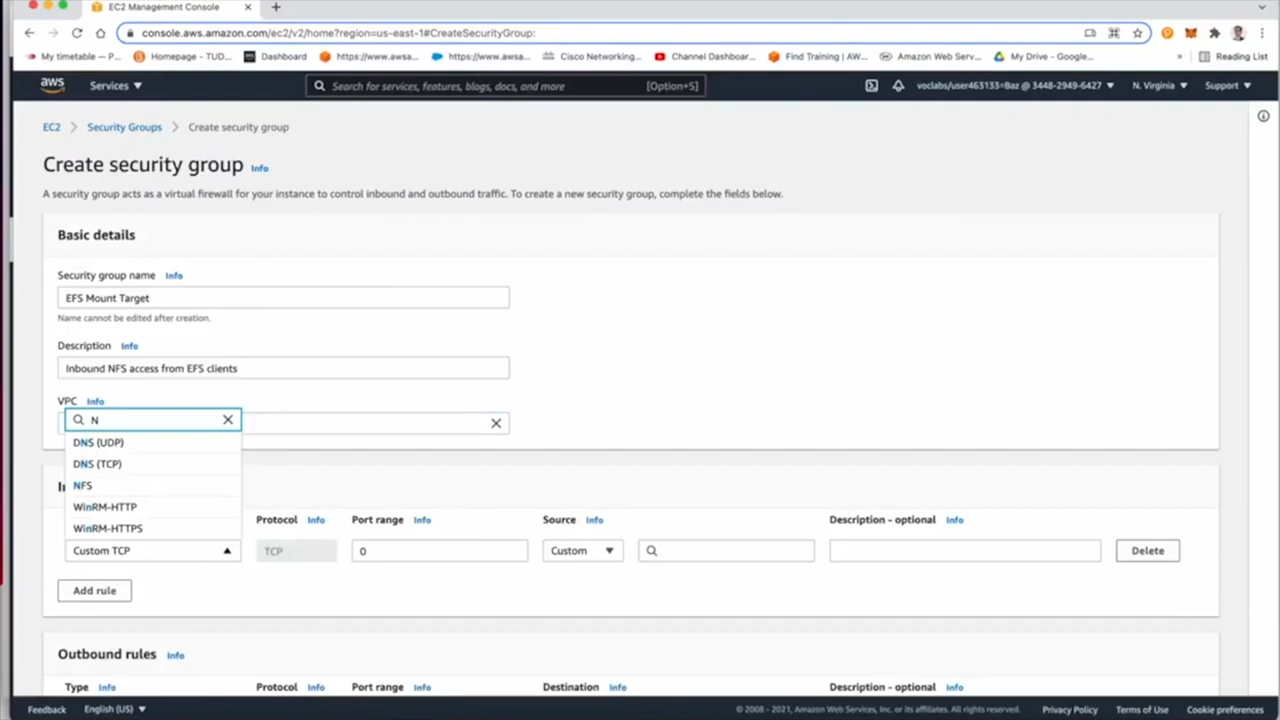 EC2 Management Console
console.aws.amazon.com/ec2/v2/home?region=us-east-1#CreateSecurityGroup:
My timetable — P... Homepage - TUD... Dashboard https://www.awsa... https://www.awsa... Cisco Networking... Channel Dashboar... Find Training | AW... Amazon Web Serv... My Drive - Google... » Reading List
aws Services Search for services, features, blogs, docs, and more [Option+S] voclabs/user463133=Baz @ 3448-2949-6427 N. Virginia Support
EC2 Security Groups Create security group
Create security group Info
A security group acts as a virtual firewall for your instance to control inbound and outbound traffic. To create a new security group, complete the fields below.
Basic details
Security group name Info
EFS Mount Target
Name cannot be edited after creation.
Description Info
Inbound NFS access from EFS clients
VPC Info
N
DNS (UDP)
DNS (TCP)
NFS
WinRM-HTTP
WinRM-HTTPS
Protocol Info Port range Info Source Info Description - optional Info
Custom TCP TCP 0 Custom Delete
Add rule
Outbound rules Info
Type Info Protocol Info Port range Info Destination Info Description - optional Info
Feedback English (US) © 2008 - 2021, Amazon Web Services, Inc. or its affiliates. All rights reserved. Privacy Policy Terms of Use Cookie preferences